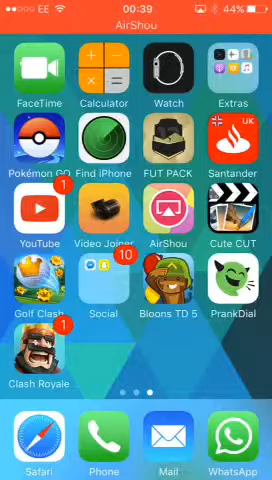 EE 00:39 44%
AirShou
FaceTime Calculator Watch Extras
UK
Pokémon GO Find iPhone FUT PACK Santander
1
YouTube Video Joiner AirShou Cute CUT
10
Golf Clash Social Bloons TD 5 PrankDial
1
Clash Royale
Safari Phone Mail WhatsApp